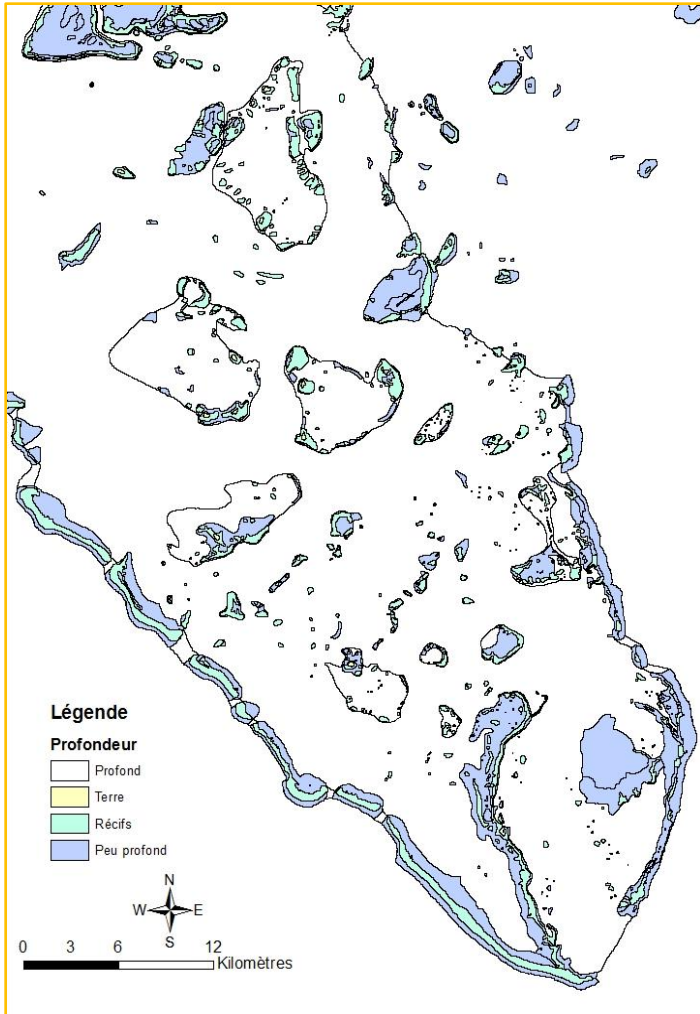 Légende
Profondeur
Profond
Terre
Récifs
Peu profond
N
W E
S
0 3 6 12
Kilomètres